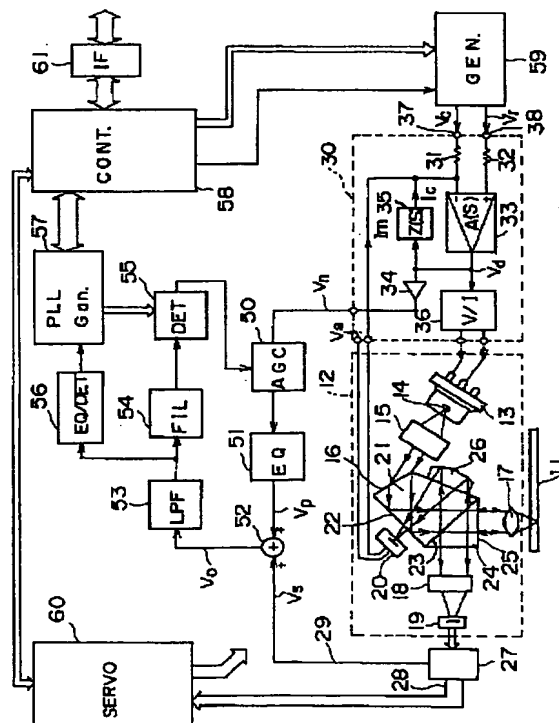 SERVO
60
61
IF
CONT.
58
57
PLL
Gen.
56
EQ/DET
55
DET
54
FIL
53
LPF
50
AGC
51
EQ
52
+
+
+
Vo
Vp
Vs
29
28
27
59
GEN.
37
Vc
Vr
38
31
32
30
Im
35
Z(S)
Ic
A(S)
33
34
Vn
Va
Vd
36
V/I
12
13
14
15
16
21
22
26
20
23
24
25
17
18
19
11